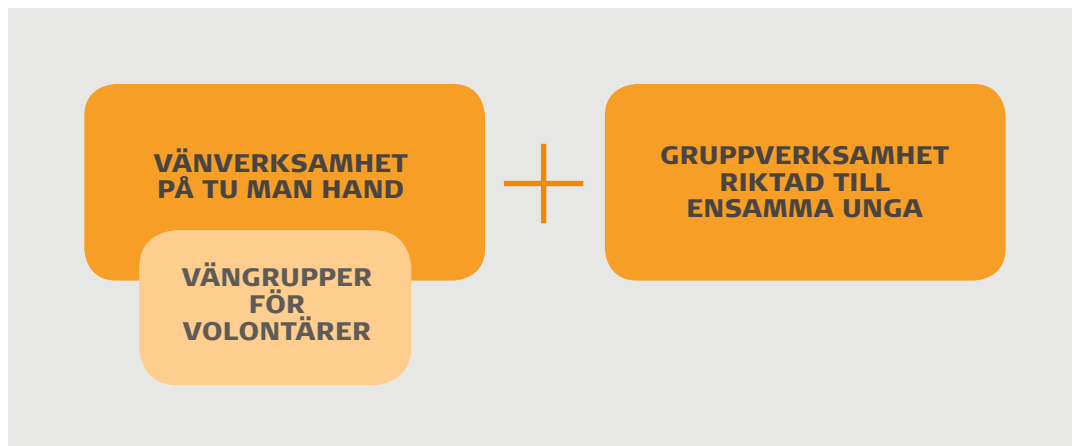 VÄNVERKSAMHET
PÅ TU MAN HAND
VÄNGRUPPER
FÖR
VOLONTÄRER
GRUPPVERKSAMHET
RIKTAD TILL
ENSAMMA UNGA